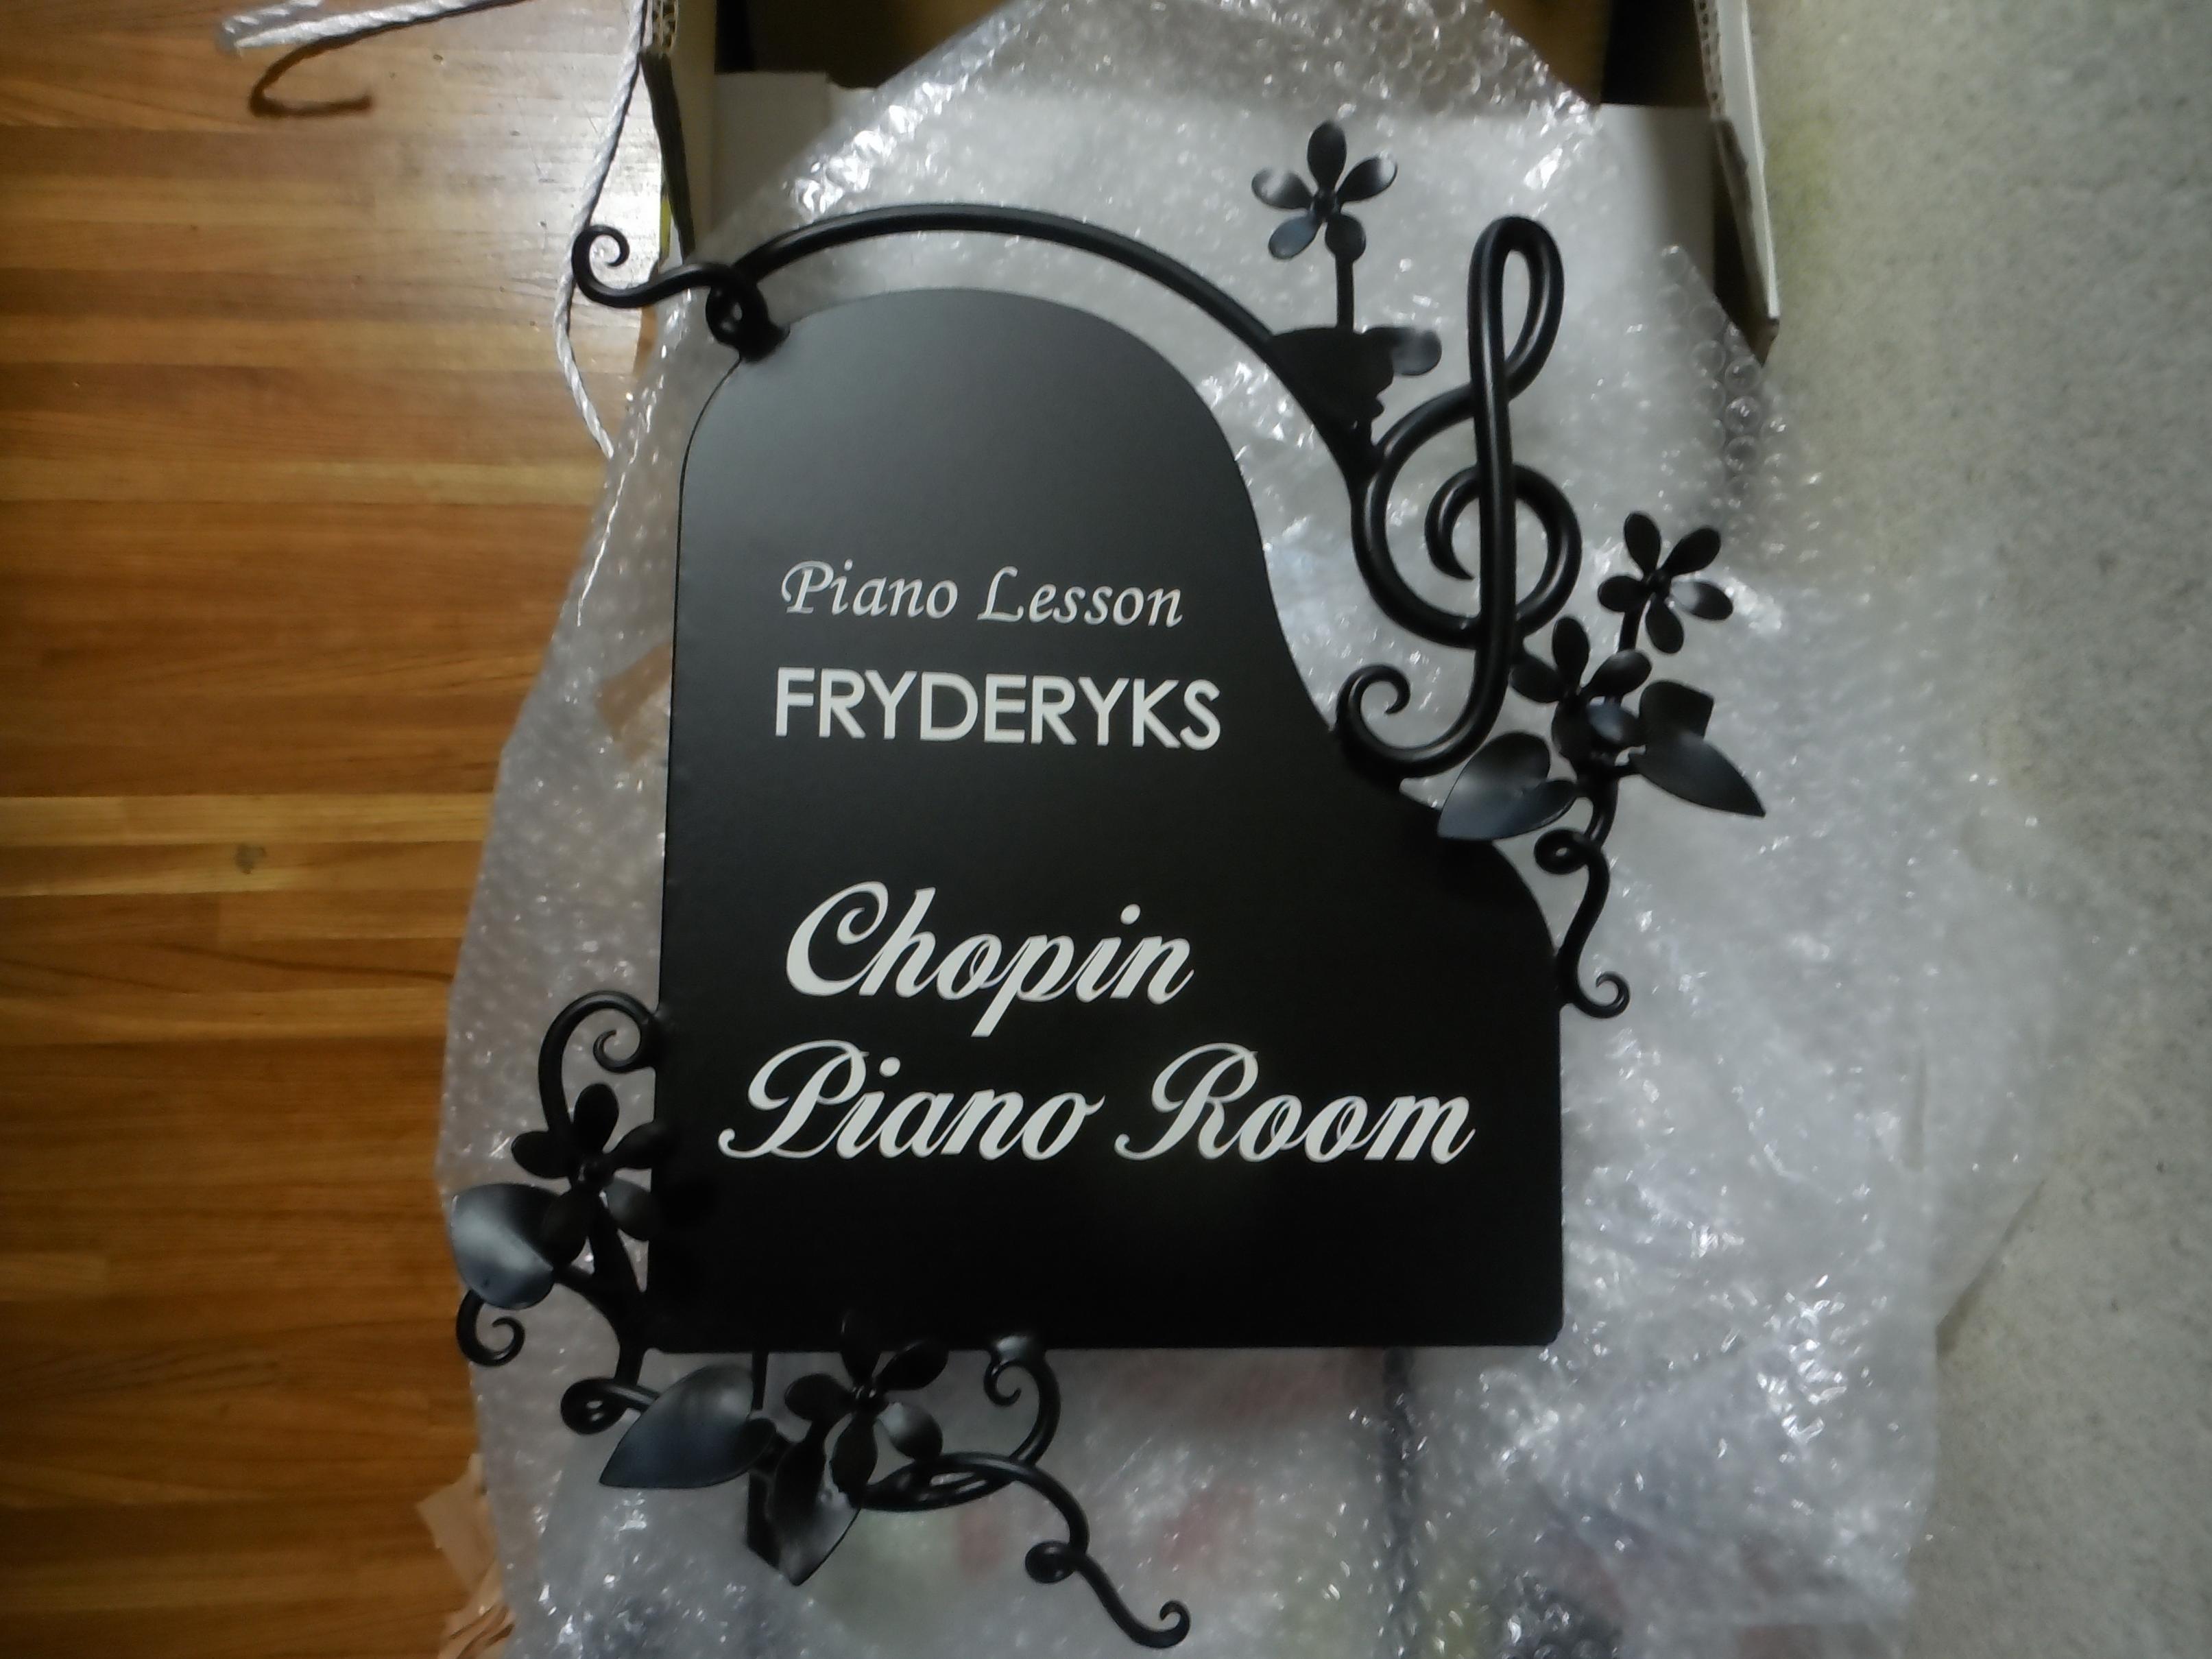 Piano Lesson
FRYDERYKS
Chopin
Piano Room